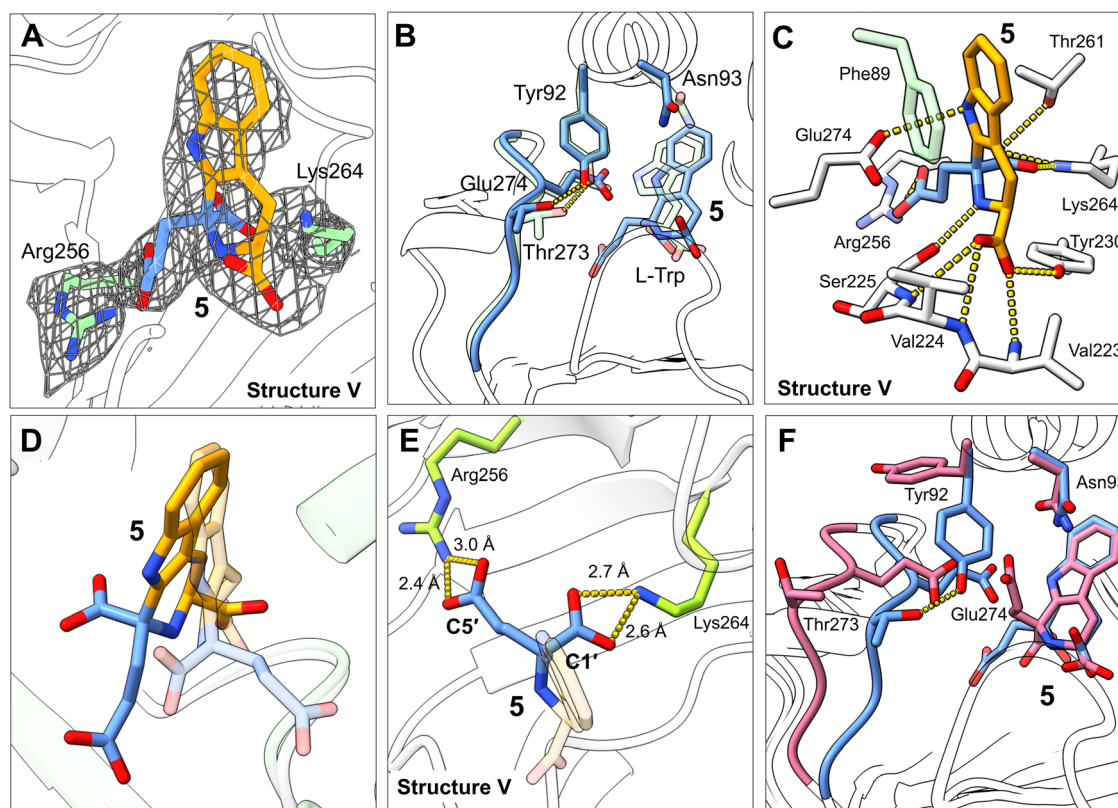 A
Lys264
Arg256
5
Structure V
B
Tyr92
Asn93
Glu274
5
Thr273
L-Trp
C
5
Thr261
Phe89
Glu274
Lys264
Arg256
Tyr230
Ser225
Val224
Val223
Structure V
D
5
E
Arg256
3.0 Å
2.7 Å
2.4 Å
Lys264
C5′
2.6 Å
C1′
5
Structure V
F
Tyr92
Asn9
Thr273
Glu274
5